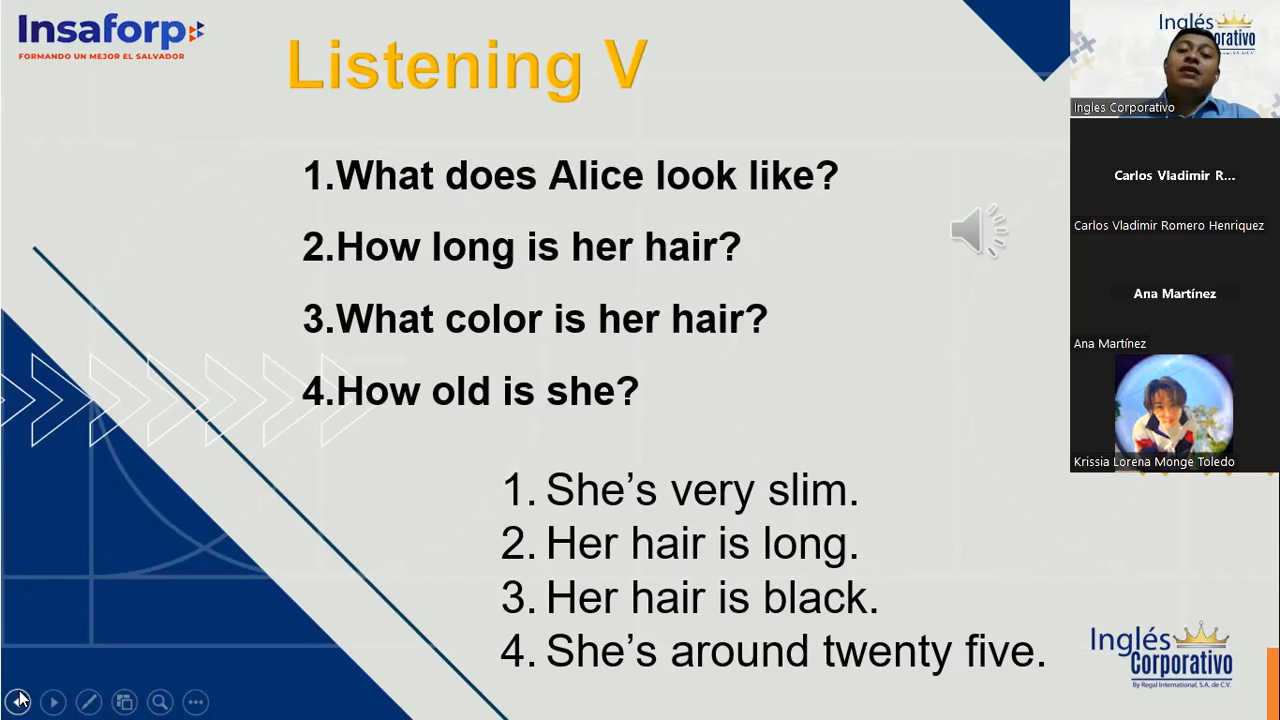 Insaforp
FORMANDO UN MEJOR EL SALVADOR
Listening V
1.What does Alice look like?
2.How long is her hair?
3.What color is her hair?
4.How old is she?
1. She’s very slim.
2. Her hair is long.
3. Her hair is black.
4. She’s around twenty five.
Inglés
Corporativo
By Regal International, S.A. de C.V.
Inglés
Ingles Corporativo
Carlos Vladimir R...
Carlos Vladimir Romero Henriquez
Ana Martínez
Ana Martínez
Krissia Lorena Monge Toledo